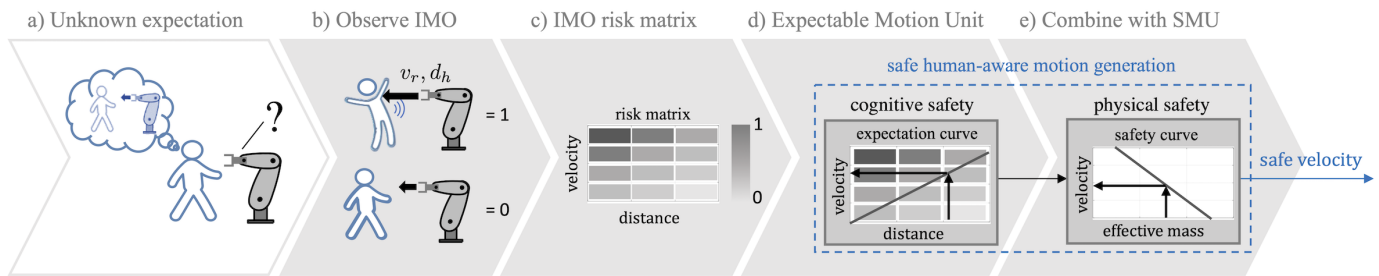 a) Unknown expectation
b) Observe IMO
c) IMO risk matrix
d) Expectable Motion Unit
e) Combine with SMU
?
v_r, d_h
= 1
= 0
risk matrix
velocity
distance
1
0
safe human-aware motion generation
cognitive safety
expectation curve
velocity
distance
physical safety
safety curve
velocity
effective mass
safe velocity